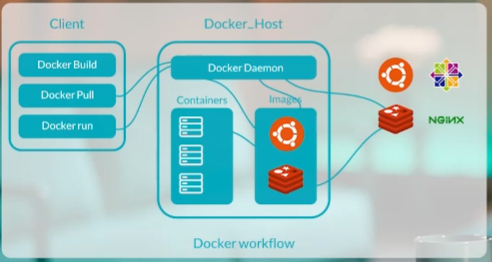 Client
Docker_Host
Docker Build
Docker Pull
Docker run
Docker Daemon
Containers
Images
NGINX
Docker workflow